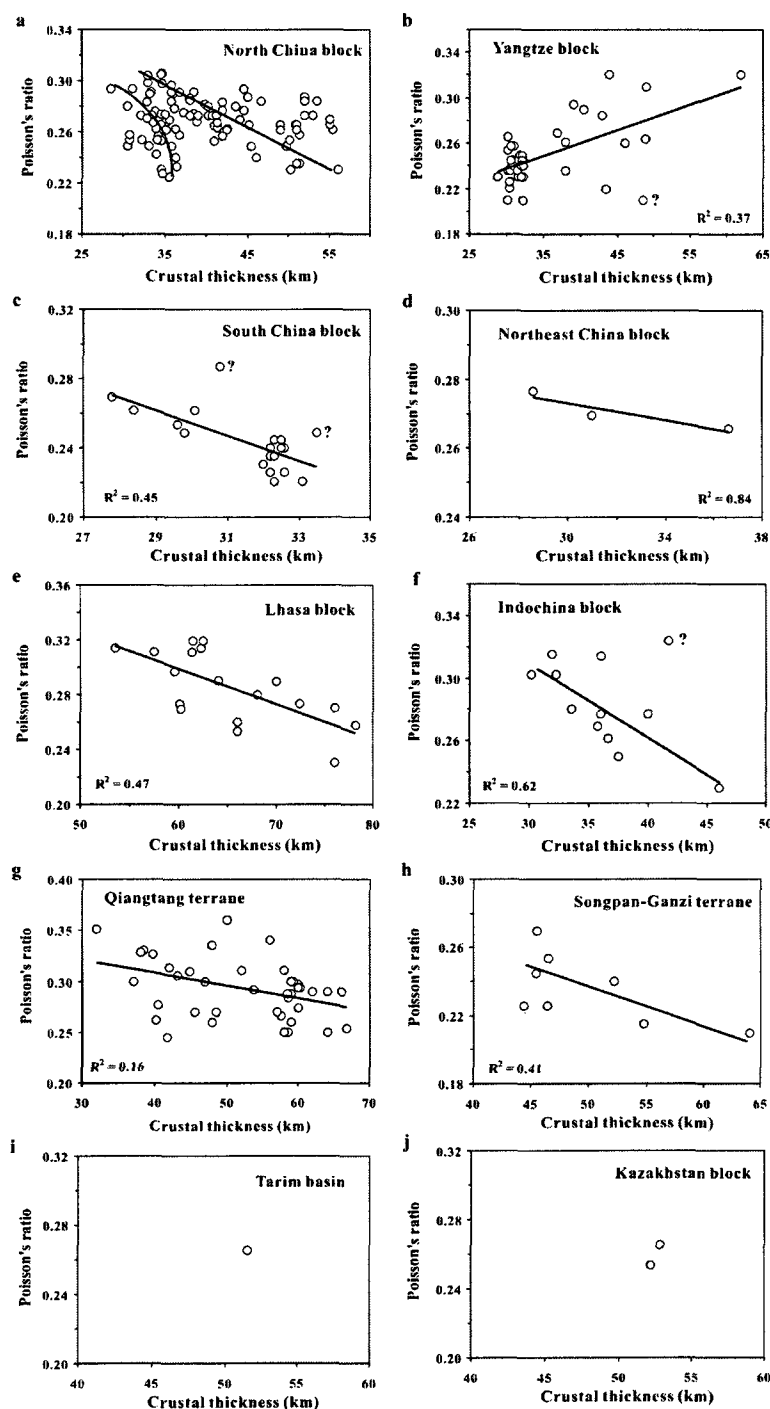 a
North China block
Poisson's ratio
0.34
0.30
0.26
0.22
0.18
25
35
45
55
Crustal thickness (km)
b
Yangtze block
Poisson's ratio
0.34
0.30
0.26
0.22
0.18
?
R² = 0.37
25
35
45
55
65
Crustal thickness (km)
c
South China block
Poisson's ratio
0.32
0.28
0.24
0.20
?
?
R² = 0.45
27
29
31
33
35
Crustal thickness (km)
d
Northeast China block
Poisson's ratio
0.30
0.28
0.26
0.24
R² = 0.84
26
30
34
38
Crustal thickness (km)
e
Lhasa block
Poisson's ratio
0.36
0.32
0.28
0.24
0.20
R² = 0.47
50
60
70
80
Crustal thickness (km)
f
Indochina block
Poisson's ratio
0.34
0.30
0.26
0.22
?
R² = 0.62
25
30
35
40
45
50
Crustal thickness (km)
g
Qiangtang terrane
Poisson's ratio
0.40
0.35
0.30
0.25
0.20
R² = 0.16
30
40
50
60
70
Crustal thickness (km)
h
Songpan-Ganzi terrane
Poisson's ratio
0.30
0.26
0.22
0.18
R² = 0.41
40
45
50
55
60
65
Crustal thickness (km)
i
Tarim basin
Poisson's ratio
0.32
0.28
0.24
0.20
40
45
50
55
60
Crustal thickness (km)
j
Kazakhstan block
Poisson's ratio
0.32
0.28
0.24
0.20
40
45
50
55
60
Crustal thickness (km)